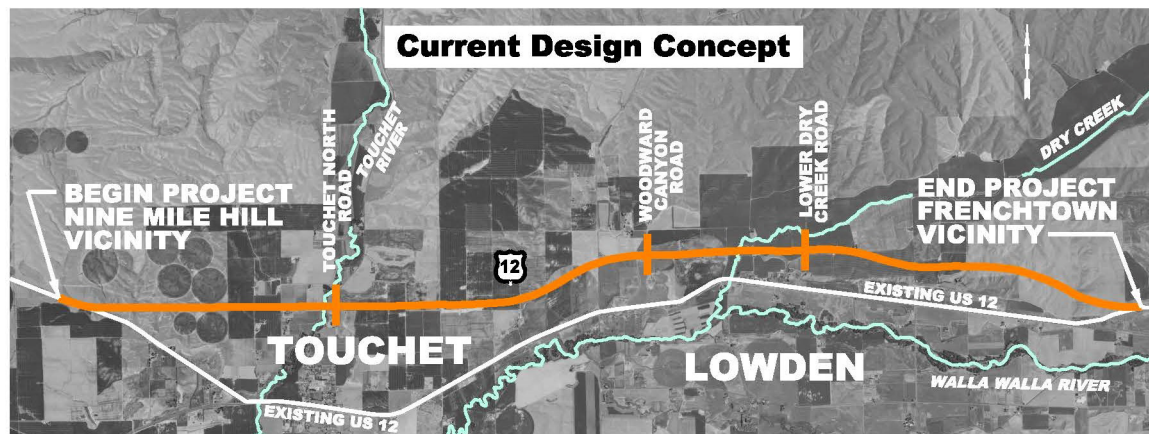 Current Design Concept
BEGIN PROJECT
NINE MILE HILL
VICINITY
TOUCHET NORTH
ROAD
TOUCHET
RIVER
12
WOODWARD
CANYON
ROAD
LOWER DRY
CREEK ROAD
DRY CREEK
END PROJECT
FRENCHTOWN
VICINITY
EXISTING US 12
TOUCHET
LOWDEN
WALLA WALLA RIVER
EXISTING US 12